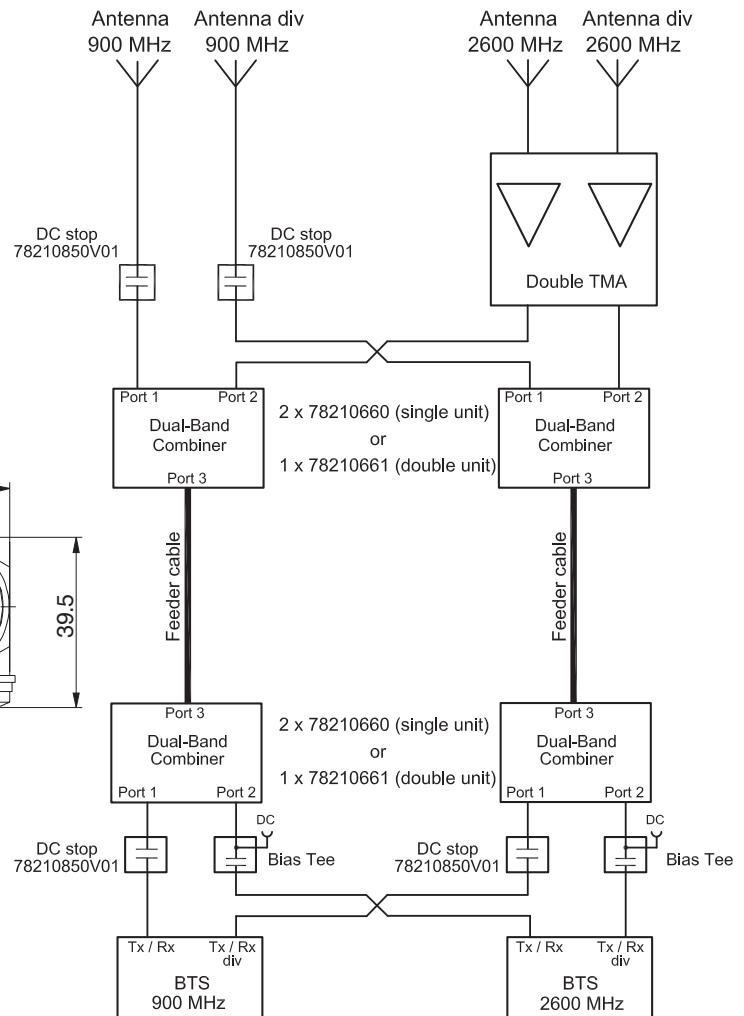 Antenna
900 MHz
Antenna div
900 MHz
Antenna
2600 MHz
Antenna div
2600 MHz
DC stop
78210850V01
DC stop
78210850V01
Double TMA
Port 1
Port 2
Dual-Band
Combiner
Port 3
2 x 78210660 (single unit)
or
1 x 78210661 (double unit)
Port 1
Port 2
Dual-Band
Combiner
Port 3
39.5
Feeder cable
Feeder cable
Port 3
Dual-Band
Combiner
Port 1
Port 2
2 x 78210660 (single unit)
or
1 x 78210661 (double unit)
Port 3
Dual-Band
Combiner
Port 1
Port 2
DC stop
78210850V01
DC
Bias Tee
DC stop
78210850V01
DC
Bias Tee
Tx / Rx
Tx / Rx
div
BTS
900 MHz
Tx / Rx
Tx / Rx
div
BTS
2600 MHz